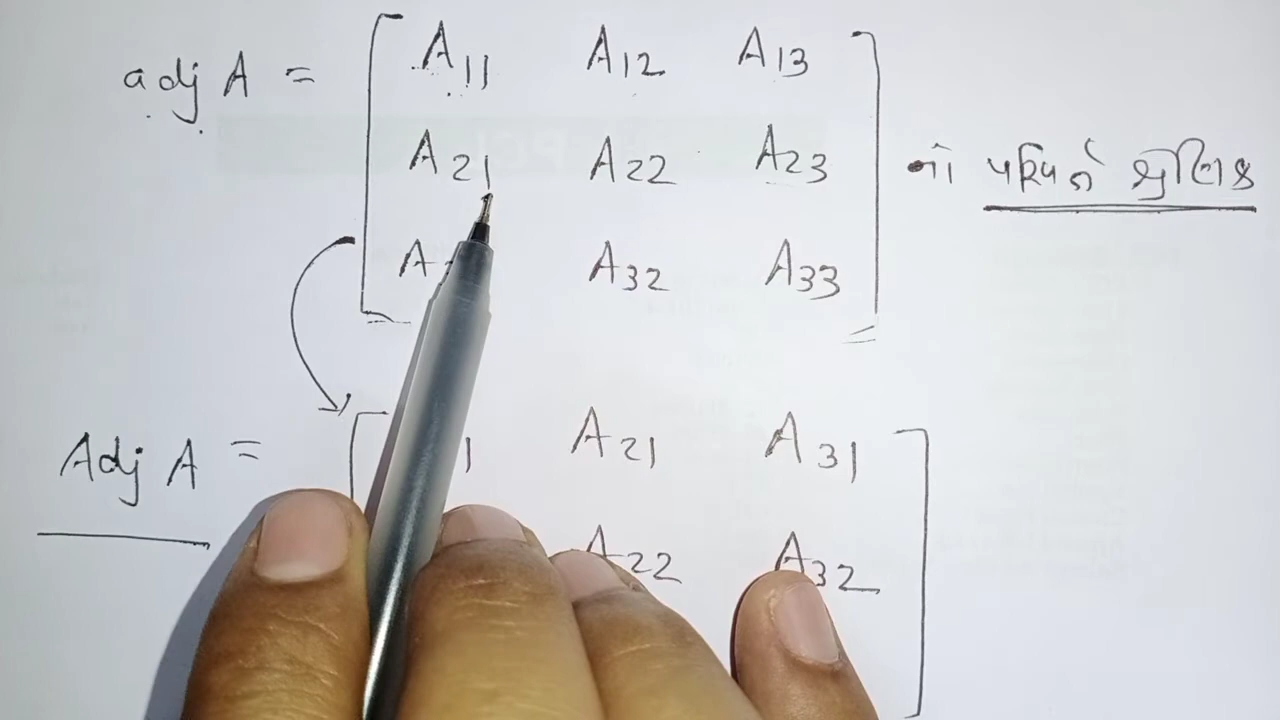 adj A = [ A11 A12 A13
A21 A22 A23 નો પરિવર્ત શ્રેણિક
A32 A33 ]
Adj A = [ A21 A31
A22 A32 ]